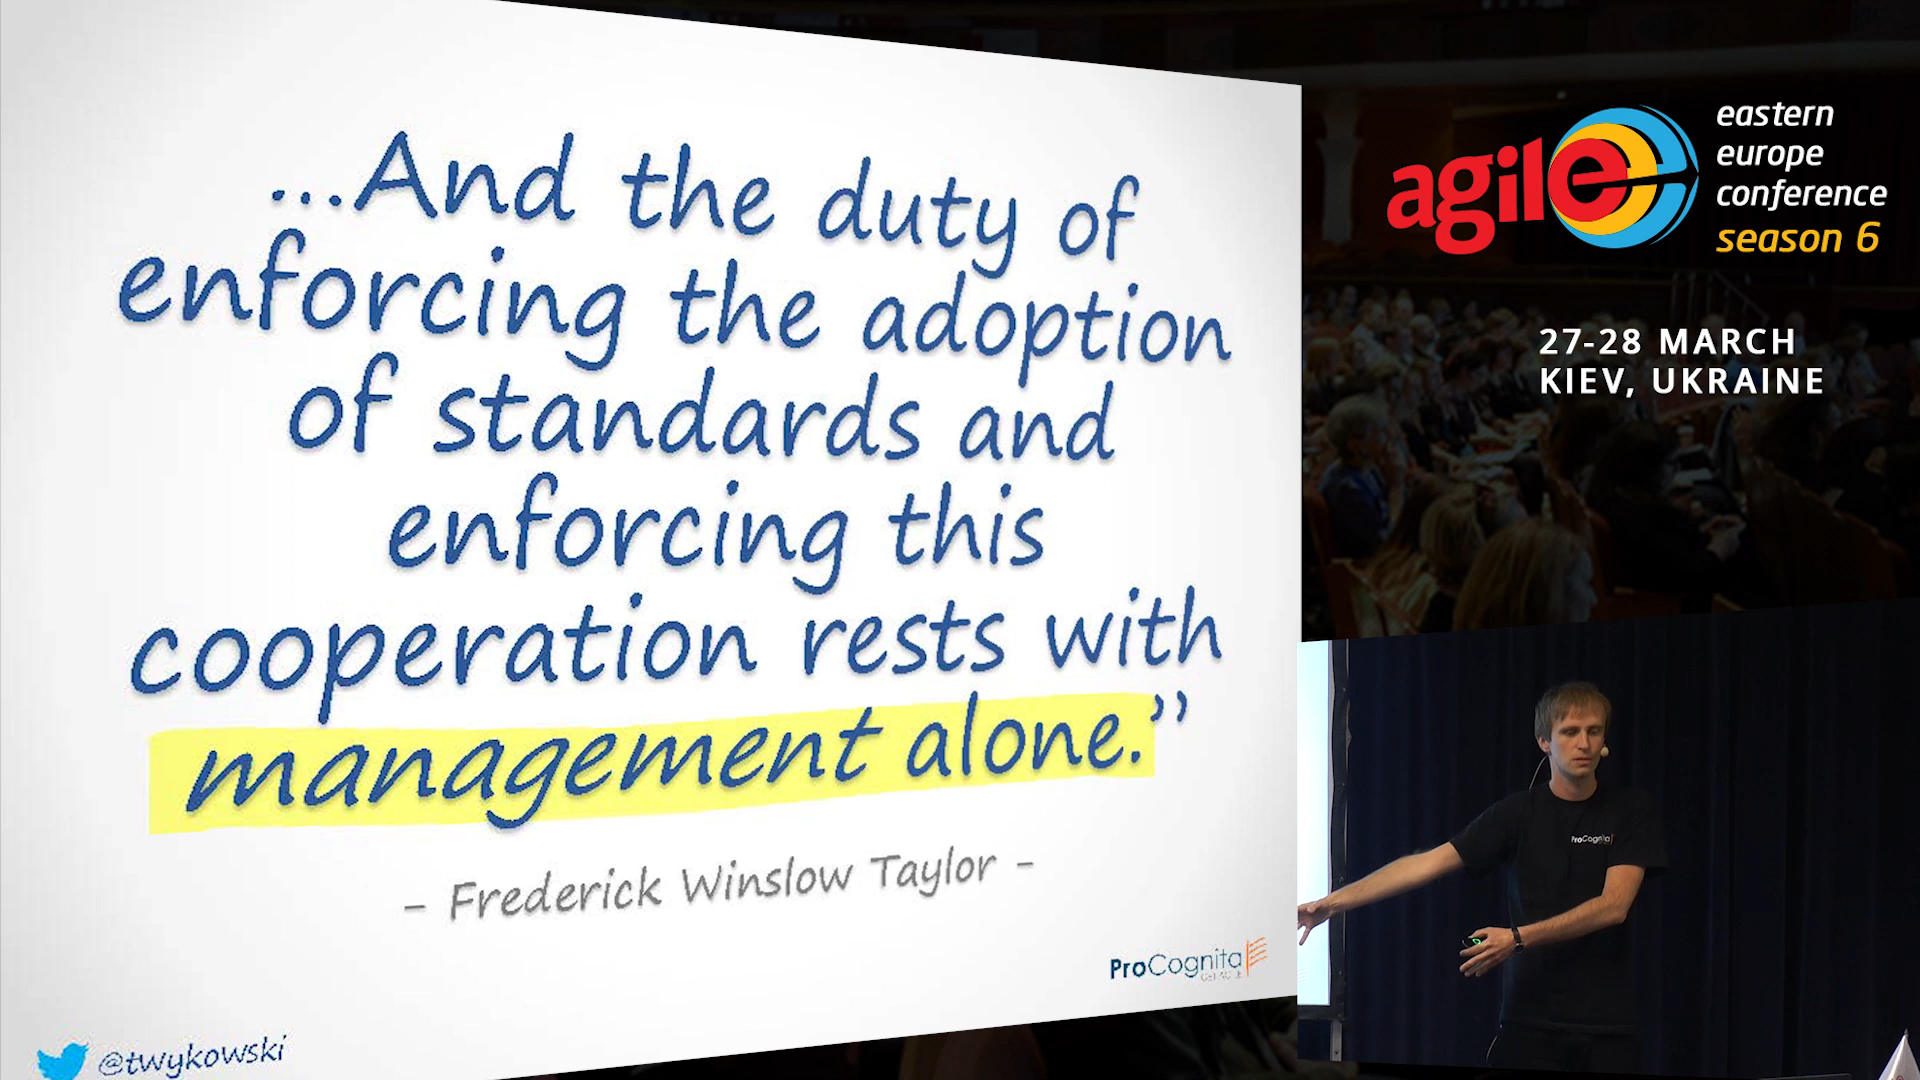 ...And the duty of
enforcing the adoption
of standards and
enforcing this
cooperation rests with
management alone.”
- Frederick Winslow Taylor -
ProCognita
@twykowski
agile
eastern
europe
conference
season 6
27-28 MARCH
KIEV, UKRAINE
ProCognita